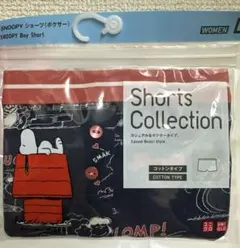 SNOOPY ショーツ(ボクサー)
SNOOPY Boy Short
WOMEN
Shorts
Collection
カジュアルなボクサータイプ。
Casual Boxer Style.
コットンタイプ
COTTON TYPE
SMAK
OMP!